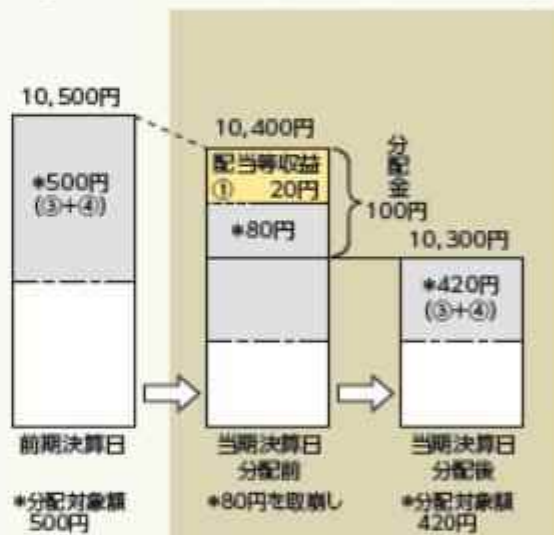 10,500円
*500円
(③+④)
前期決算日
*分配対象額
500円
10,400円
配当等収益
① 20円
*80円
分配金
100円
当期決算日
分配前
*80円を取崩し
10,300円
*420円
(③+④)
当期決算日
分配後
*分配対象額
420円